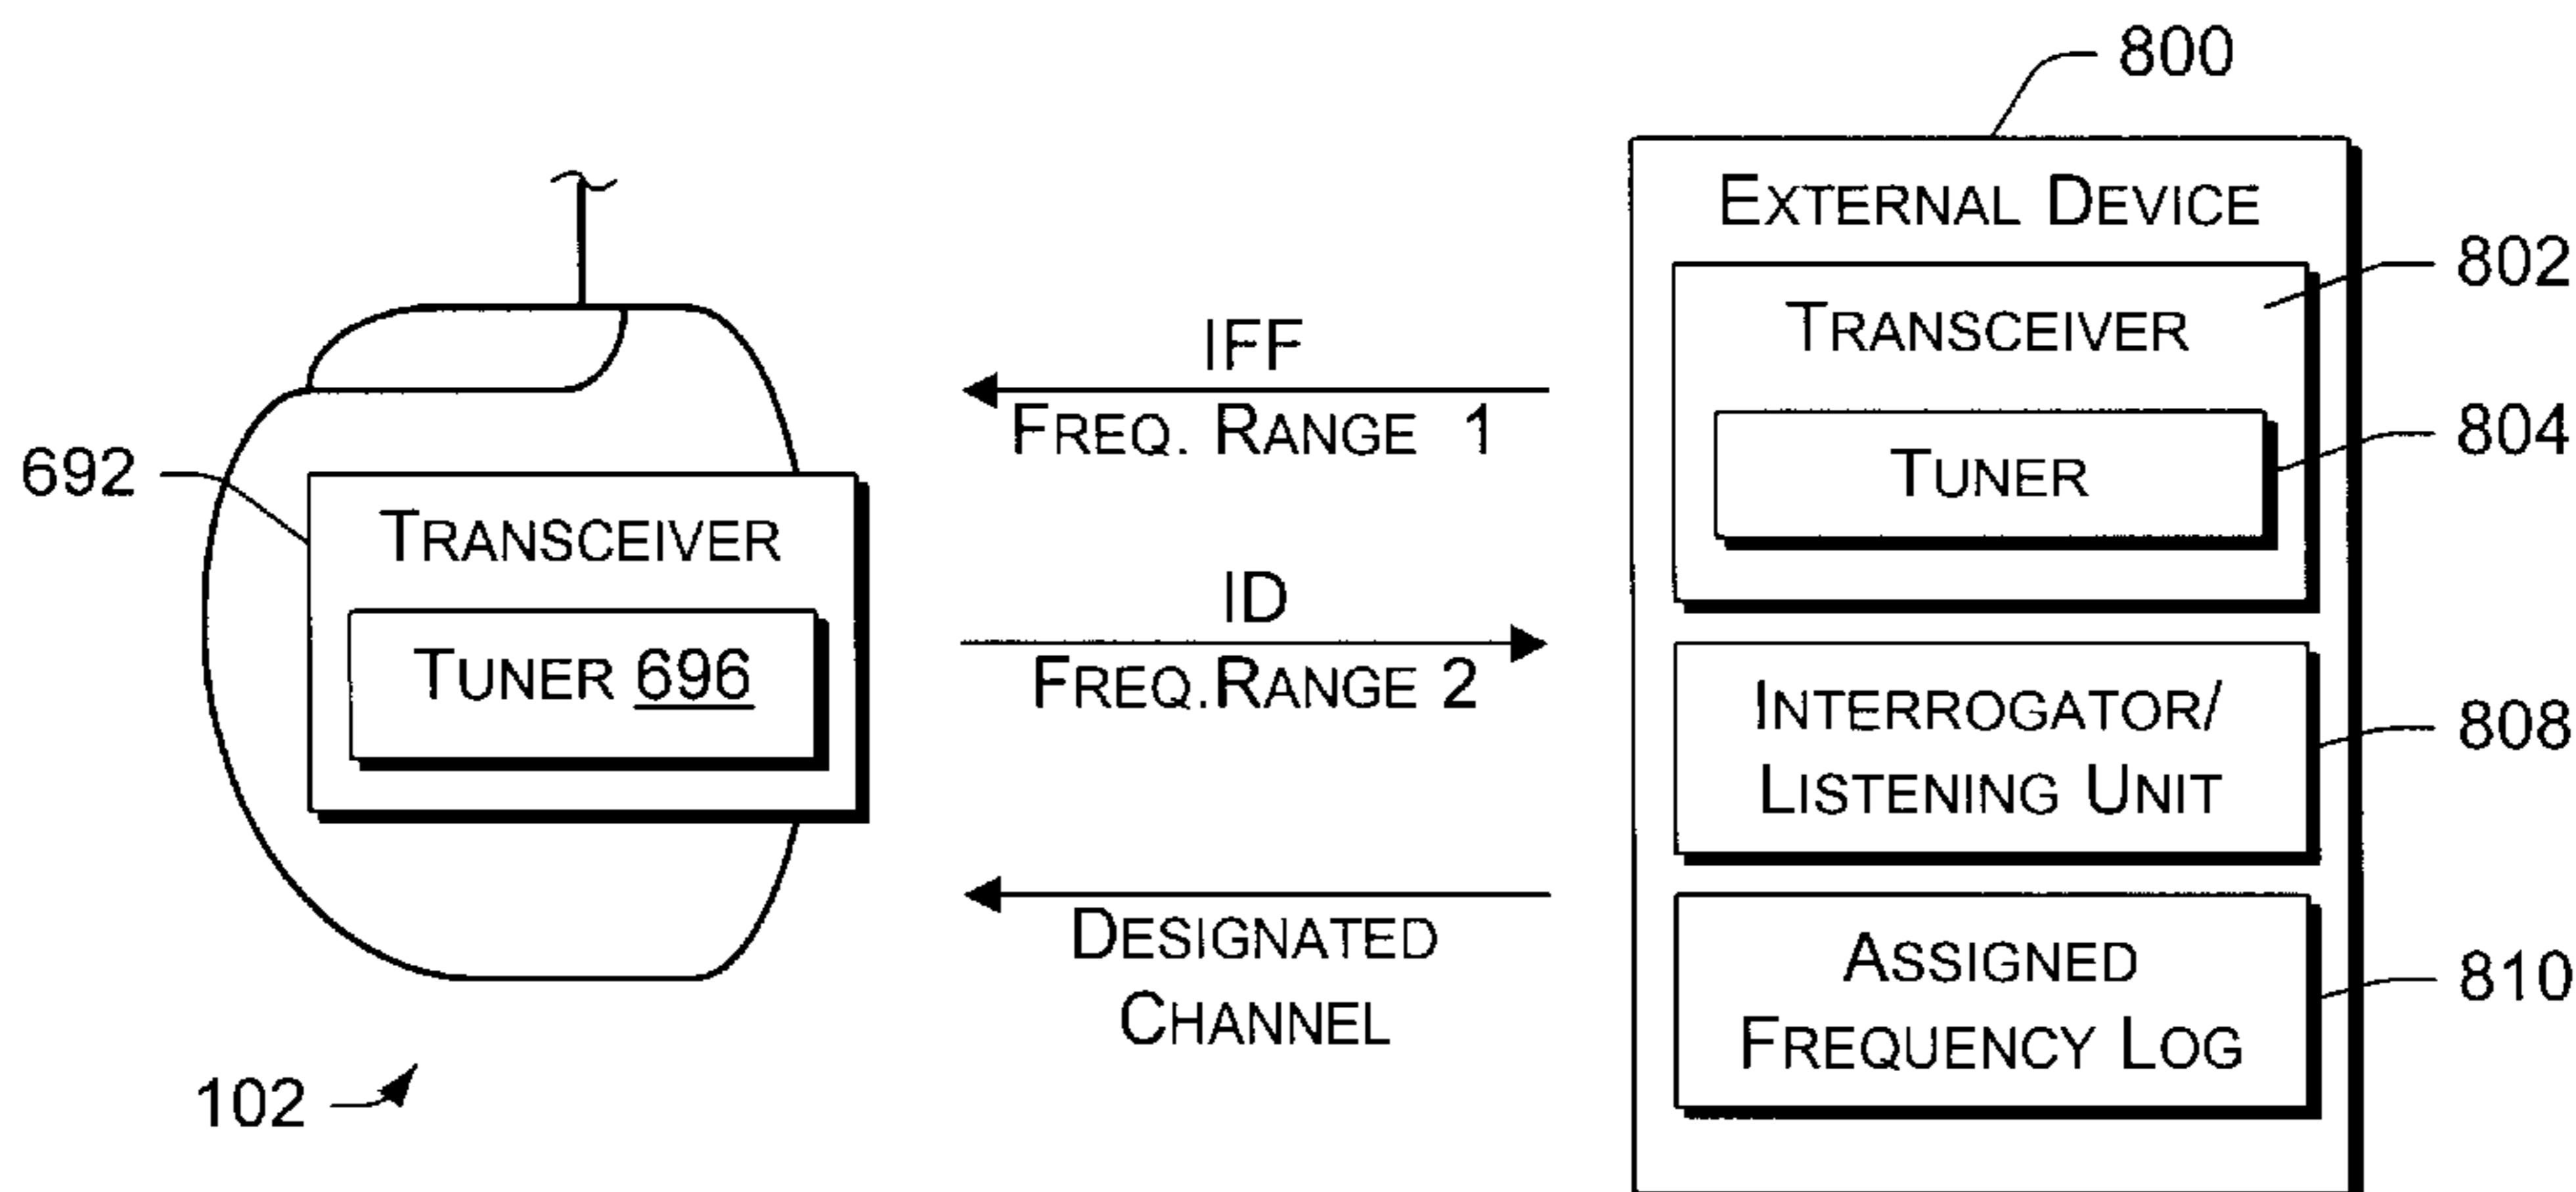 800
EXTERNAL DEVICE
802
TRANSCEIVER
804
TUNER
IFF
FREQ. RANGE 1
692
TRANSCEIVER
TUNER 696
ID
FREQ.RANGE 2
INTERROGATOR/
LISTENING UNIT
808
DESIGNATED
CHANNEL
ASSIGNED
FREQUENCY LOG
810
102